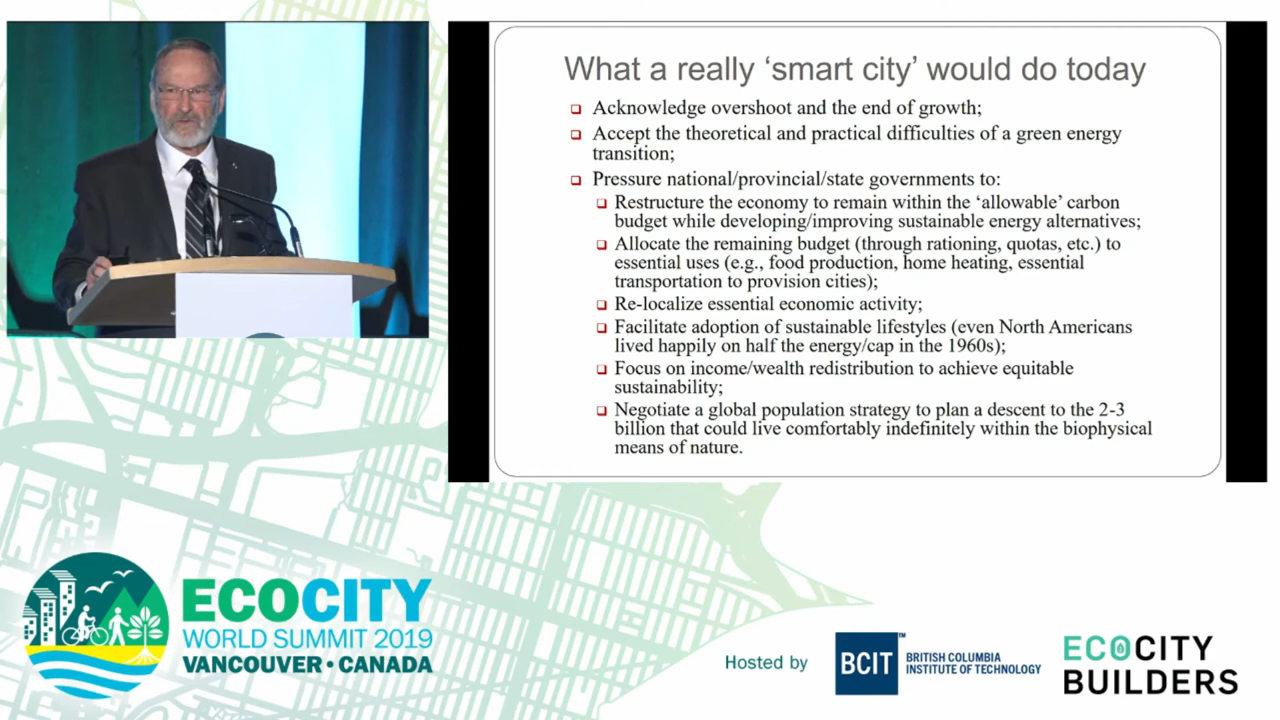 What a really ‘smart city’ would do today
Acknowledge overshoot and the end of growth;
Accept the theoretical and practical difficulties of a green energy
transition;
Pressure national/provincial/state governments to:
Restructure the economy to remain within the ‘allowable’ carbon
budget while developing/improving sustainable energy alternatives;
Allocate the remaining budget (through rationing, quotas, etc.) to
essential uses (e.g., food production, home heating, essential
transportation to provision cities);
Re-localize essential economic activity;
Facilitate adoption of sustainable lifestyles (even North Americans
lived happily on half the energy/cap in the 1960s);
Focus on income/wealth redistribution to achieve equitable
sustainability;
Negotiate a global population strategy to plan a descent to the 2-3
billion that could live comfortably indefinitely within the biophysical
means of nature.
ECOCITY
WORLD SUMMIT 2019
VANCOUVER • CANADA
Hosted by
BCIT™
BRITISH COLUMBIA
INSTITUTE OF TECHNOLOGY
ECOCITY
BUILDERS